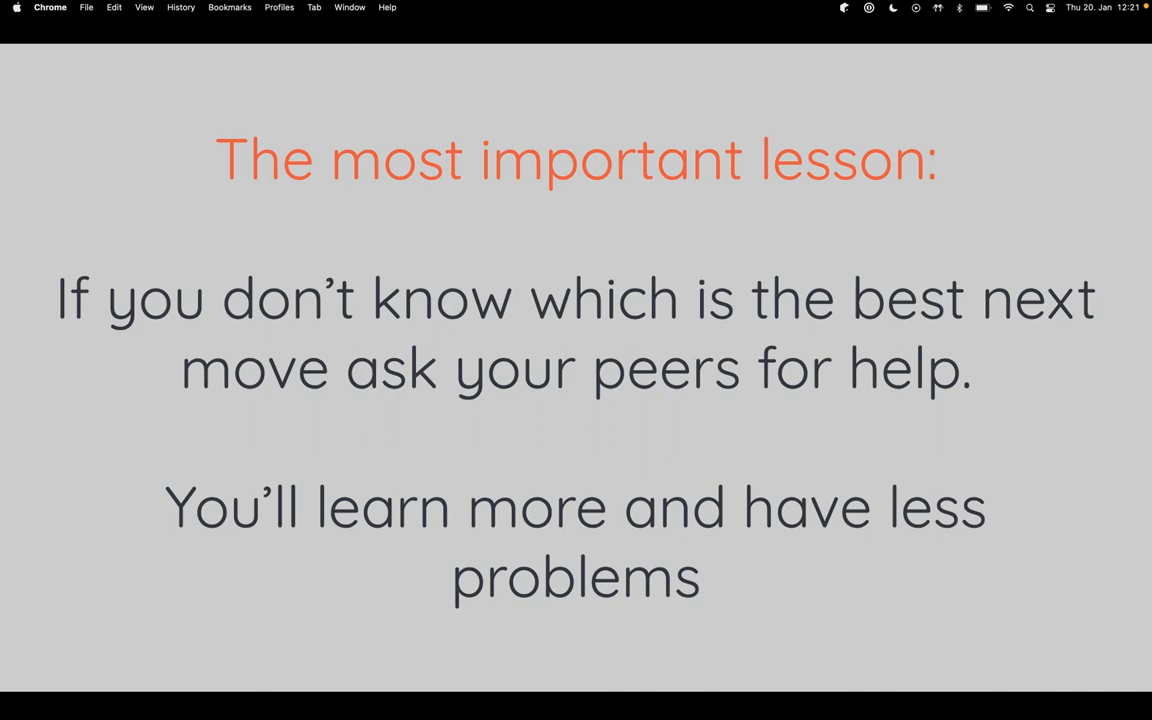 Chrome File Edit View History Bookmarks Profiles Tab Window Help Thu 20. Jan 12:21
The most important lesson:
If you don’t know which is the best next
move ask your peers for help.
You’ll learn more and have less
problems